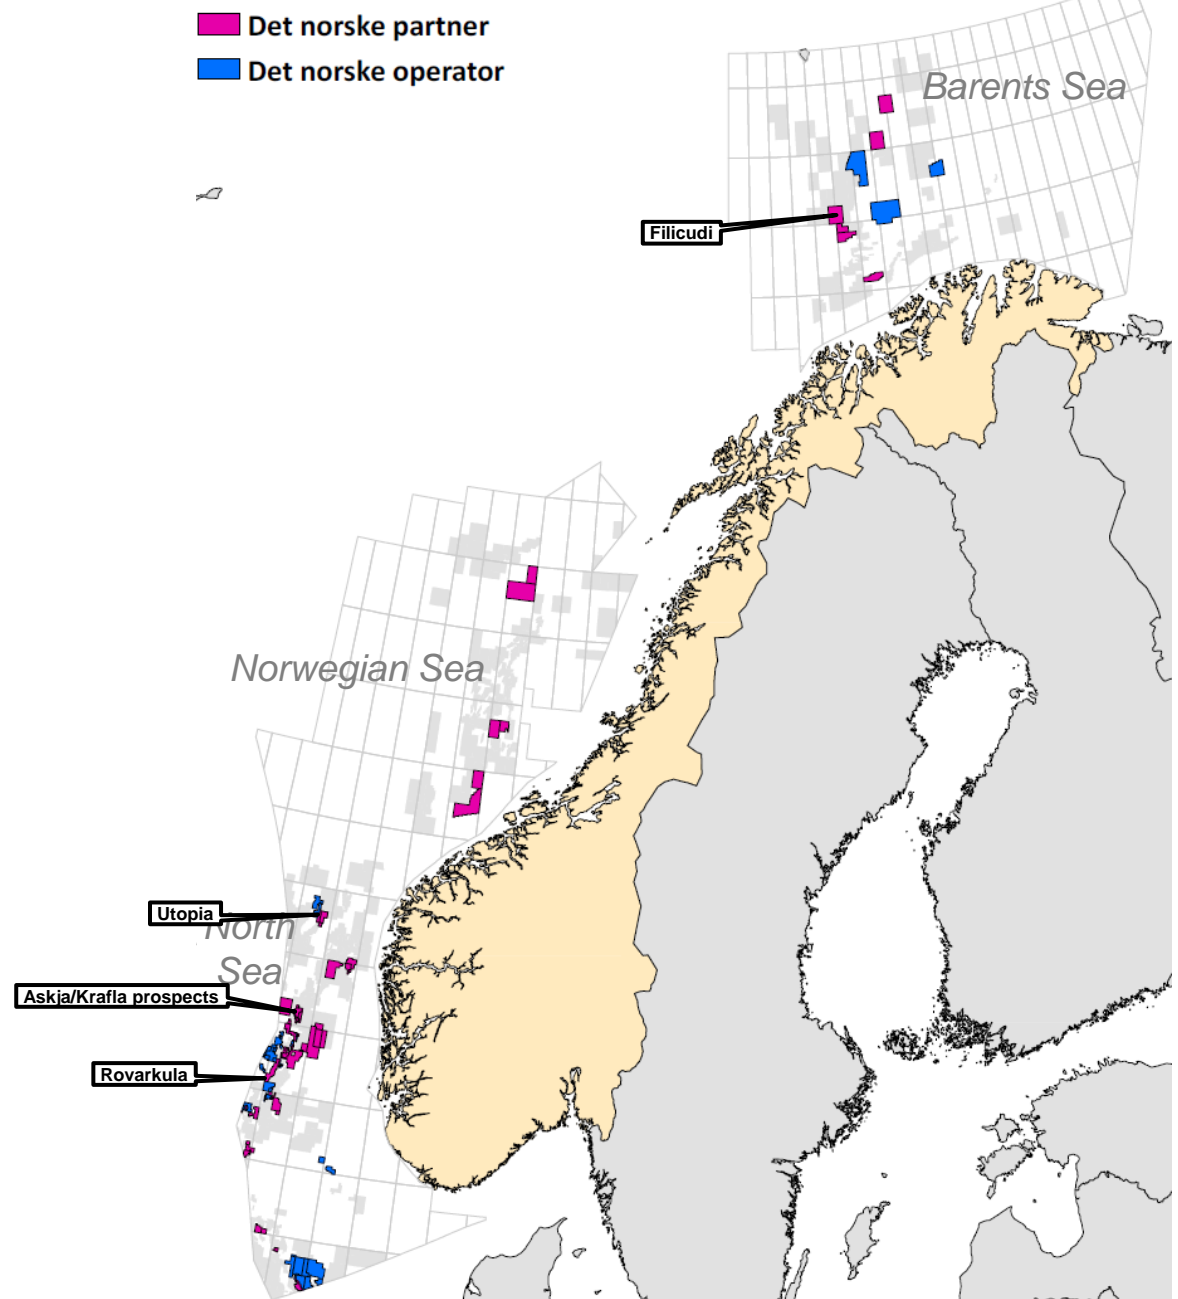 Det norske partner
Det norske operator
Barents Sea
Filicudi
Norwegian Sea
Utopia
North
Sea
Askja/Krafla prospects
Rovarkula